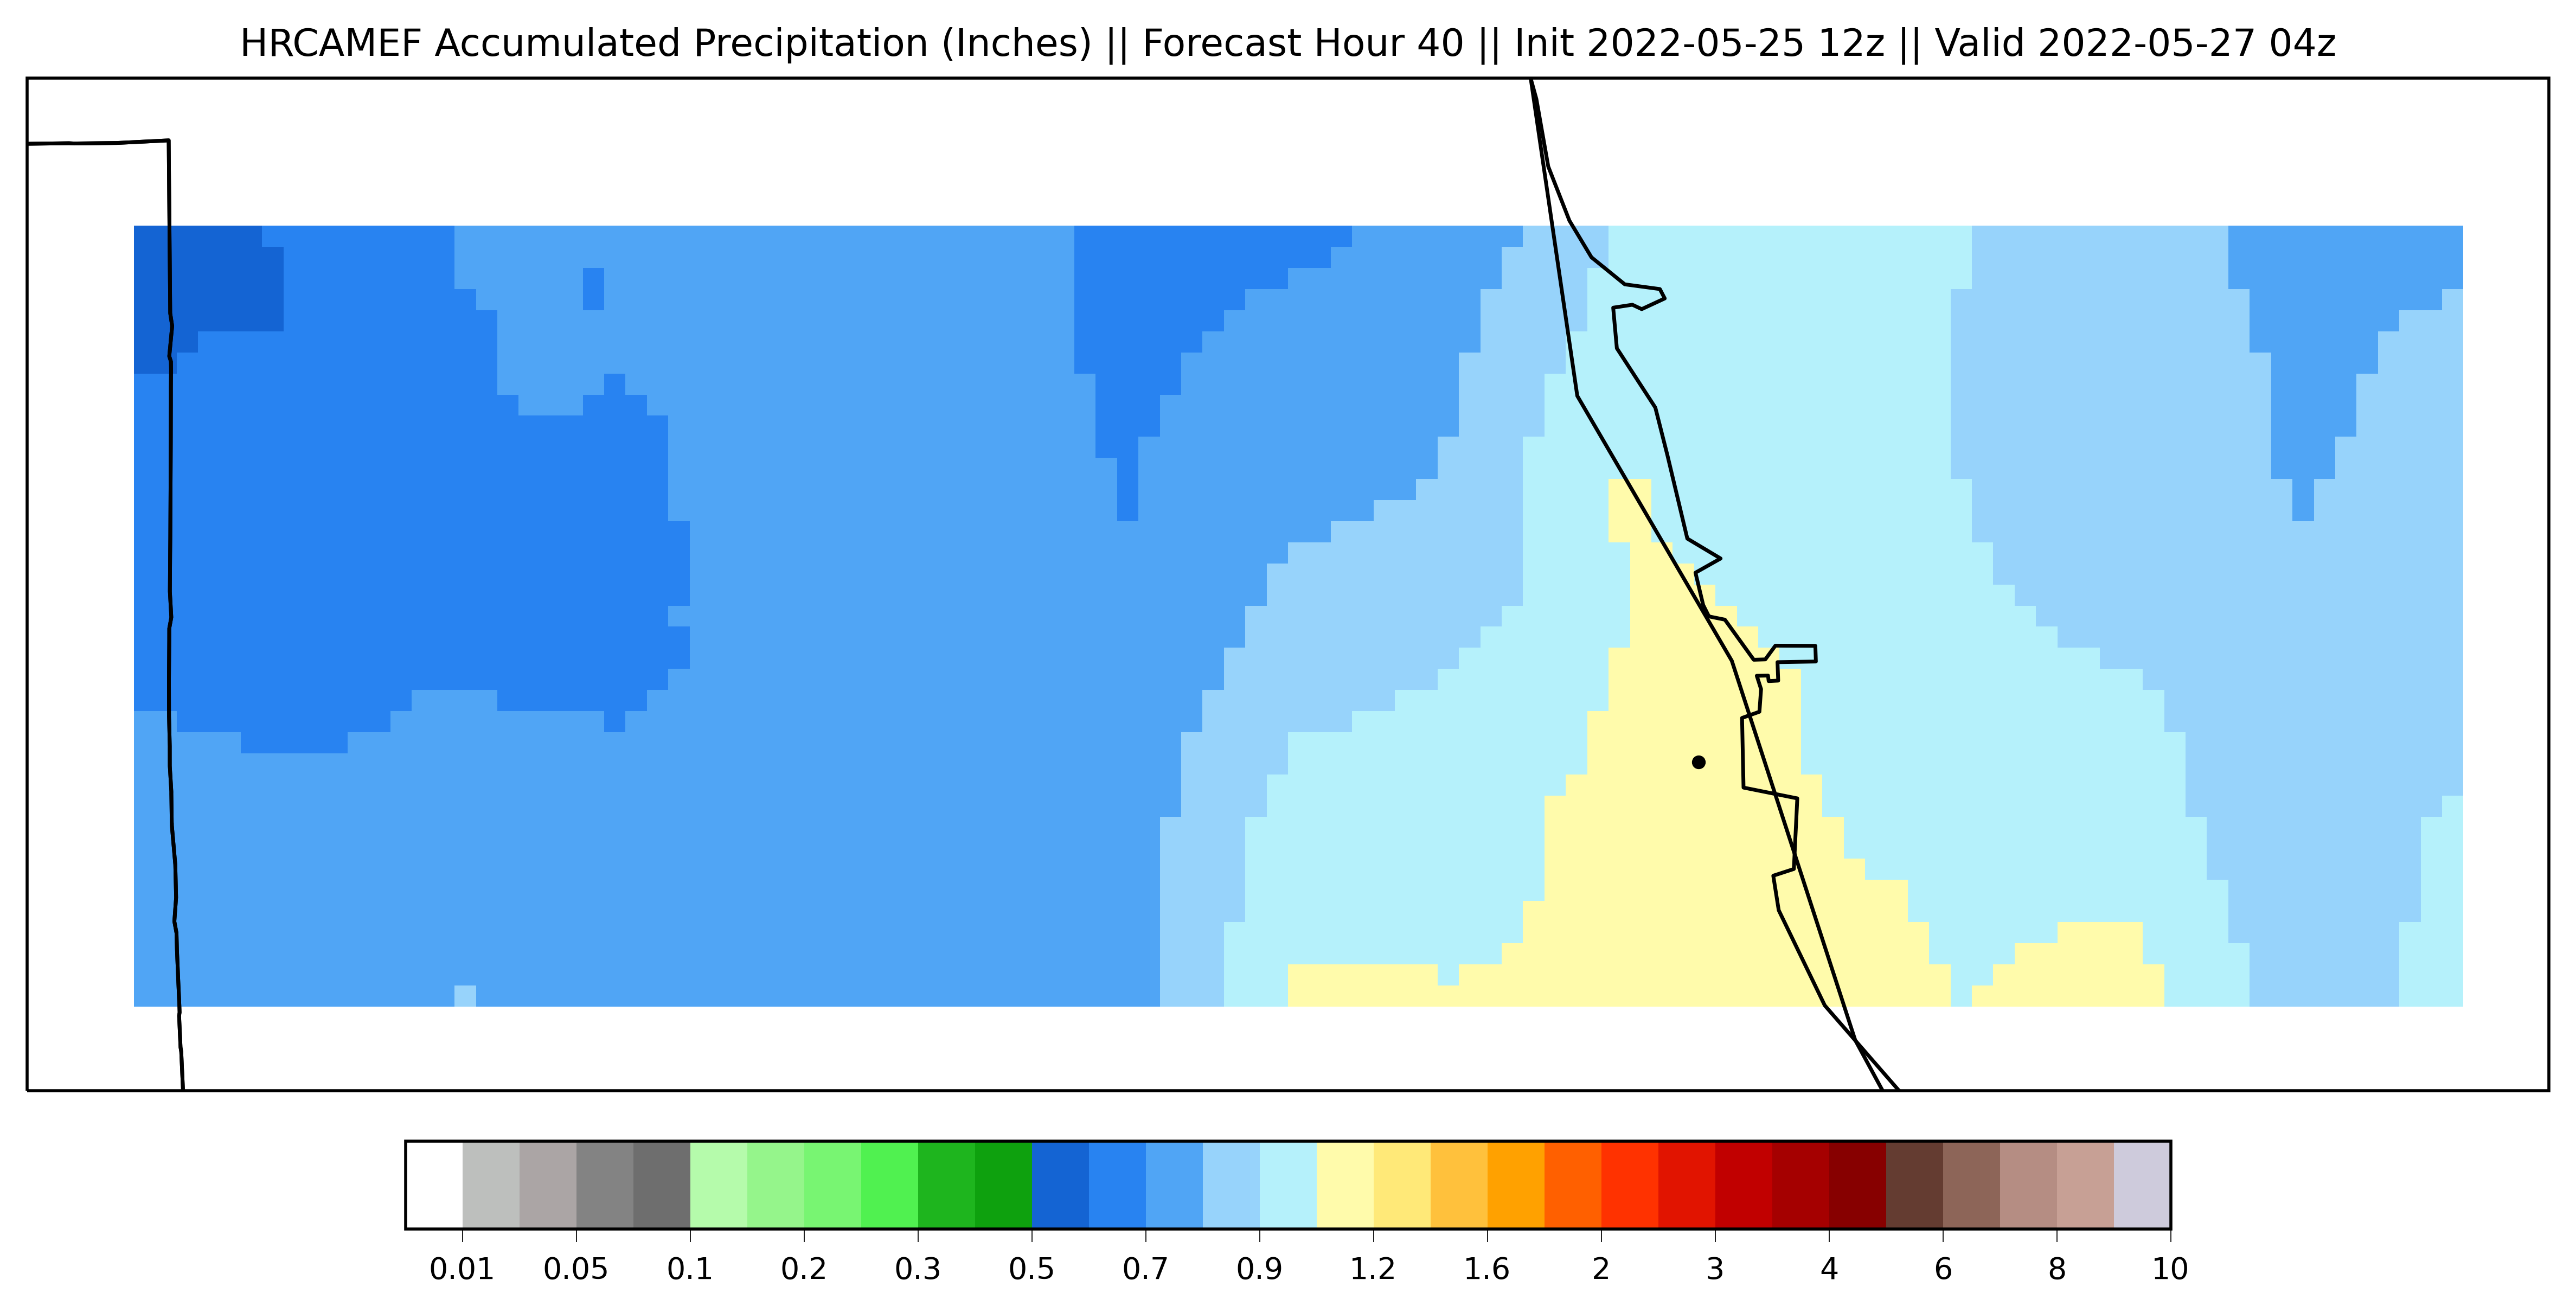 HRCAMEF Accumulated Precipitation (Inches) || Forecast Hour 40 || Init 2022-05-25 12z || Valid 2022-05-27 04z
0.01 0.05 0.1 0.2 0.3 0.5 0.7 0.9 1.2 1.6 2 3 4 6 8 10